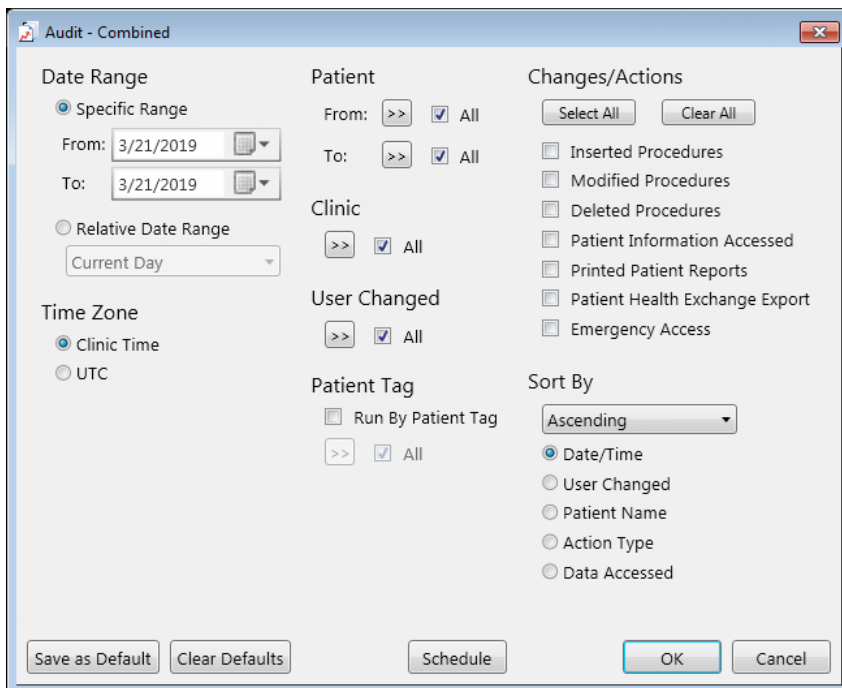 Audit - Combined
Date Range
Specific Range
From: 3/21/2019
To: 3/21/2019
Relative Date Range
Current Day
Time Zone
Clinic Time
UTC
Patient
From: >> All
To: >> All
Clinic
>> All
User Changed
>> All
Patient Tag
Run By Patient Tag
>> All
Changes/Actions
Select All Clear All
Inserted Procedures
Modified Procedures
Deleted Procedures
Patient Information Accessed
Printed Patient Reports
Patient Health Exchange Export
Emergency Access
Sort By
Ascending
Date/Time
User Changed
Patient Name
Action Type
Data Accessed
Save as Default Clear Defaults Schedule OK Cancel